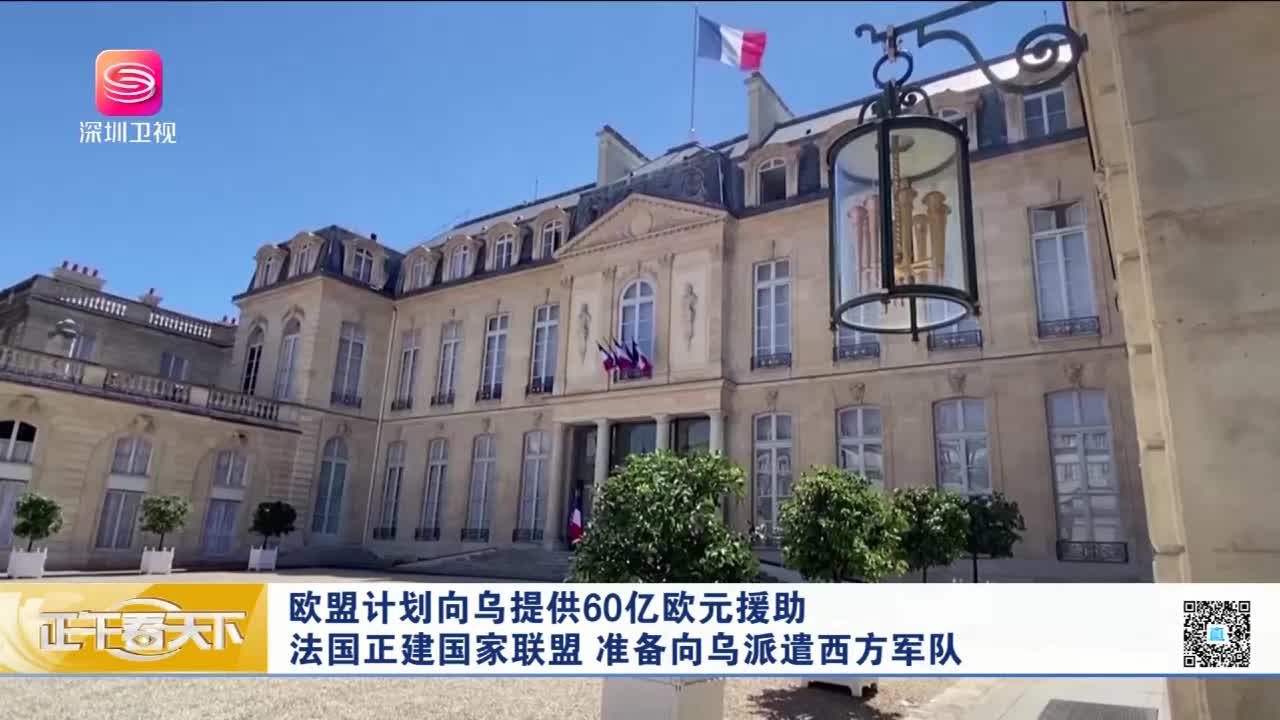 深圳卫视
正午看天下
欧盟计划向乌提供60亿欧元援助
法国正建国家联盟 准备向乌派遣西方军队